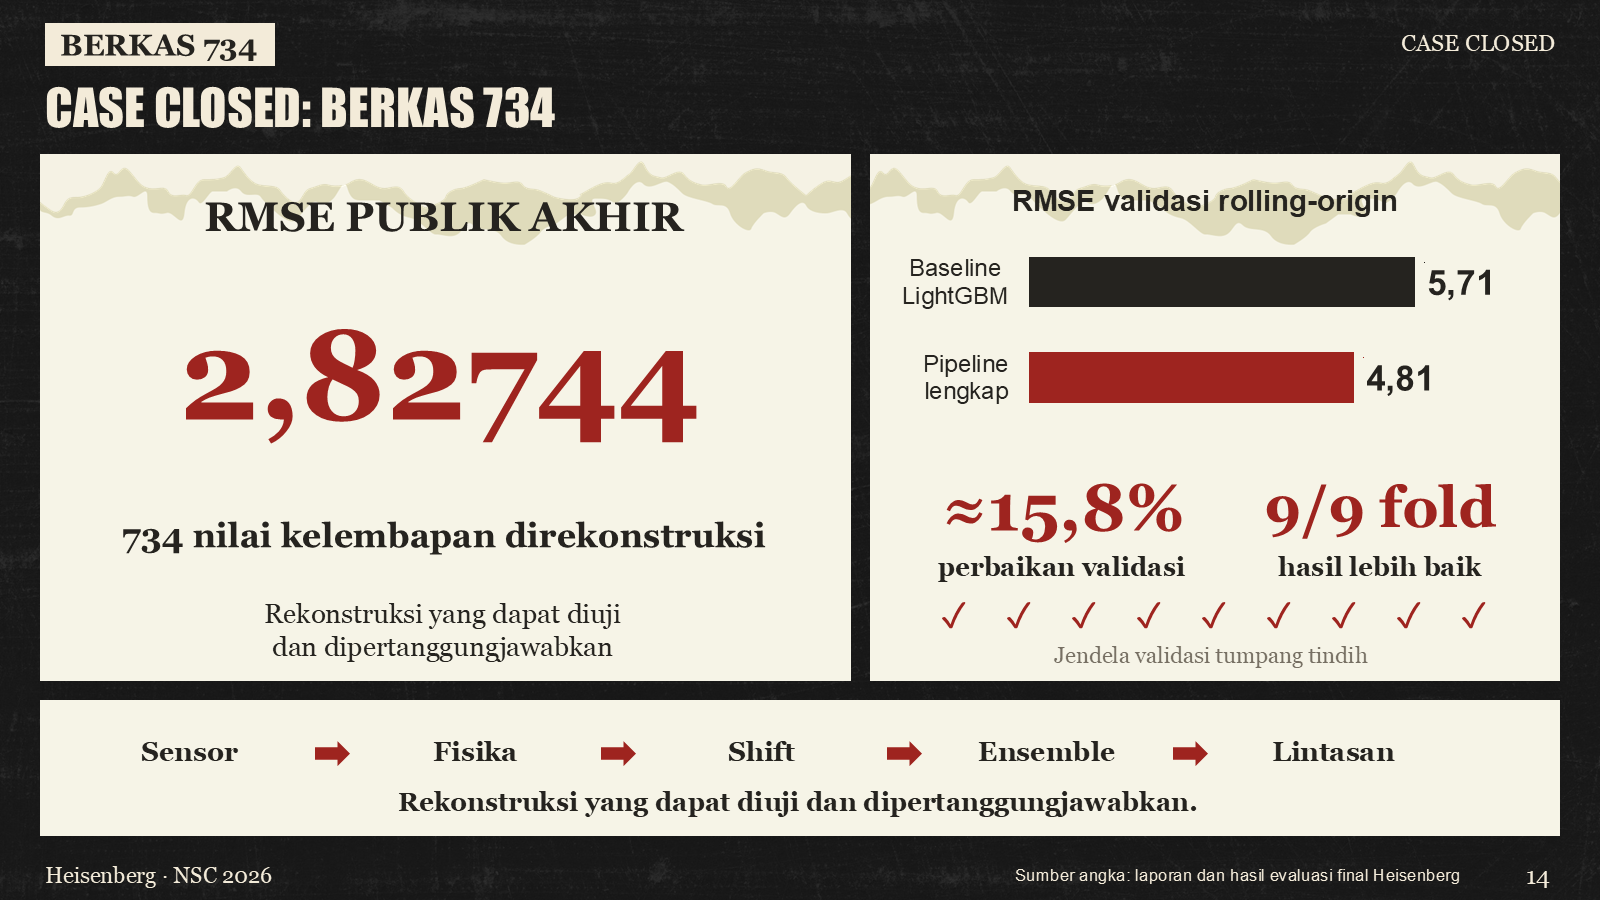 BERKAS 734
CASE CLOSED
CASE CLOSED: BERKAS 734
RMSE PUBLIK AKHIR
2,82744
734 nilai kelembapan direkonstruksi
Rekonstruksi yang dapat diuji
dan dipertanggungjawabkan
RMSE validasi rolling-origin
Baseline
LightGBM
5,71
Pipeline
lengkap
4,81
≈15,8%
perbaikan validasi
9/9 fold
hasil lebih baik
✓ ✓ ✓ ✓ ✓ ✓ ✓ ✓ ✓
Jendela validasi tumpang tindih
Sensor ➡ Fisika ➡ Shift ➡ Ensemble ➡ Lintasan
Rekonstruksi yang dapat diuji dan dipertanggungjawabkan.
Heisenberg · NSC 2026
Sumber angka: laporan dan hasil evaluasi final Heisenberg
14